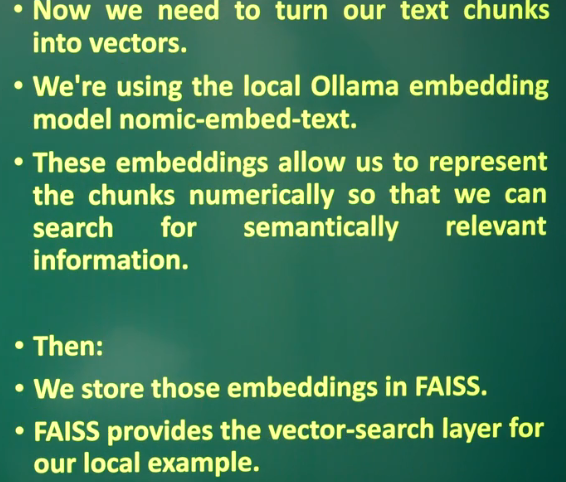 • Now we need to turn our text chunks
into vectors.
• We're using the local Ollama embedding
model nomic-embed-text.
• These embeddings allow us to represent
the chunks numerically so that we can
search for semantically relevant
information.
• Then:
• We store those embeddings in FAISS.
• FAISS provides the vector-search layer for
our local example.